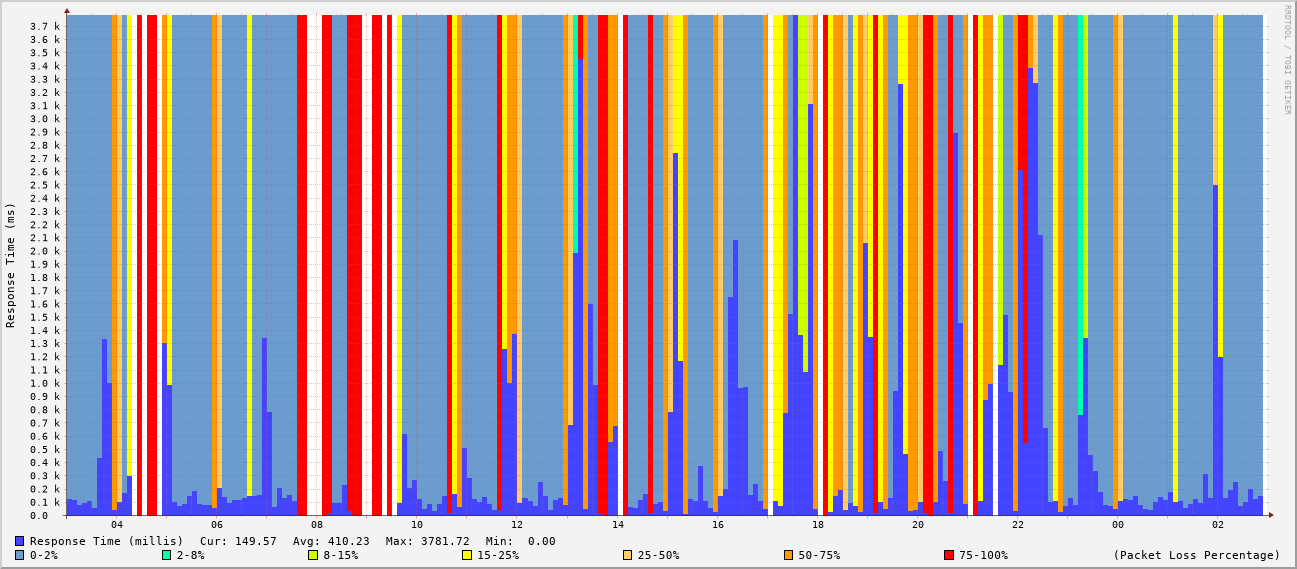 RRDTOOL / TOBI OETIKER
Response Time (ms)
3.7 k
3.6 k
3.5 k
3.4 k
3.3 k
3.2 k
3.1 k
3.0 k
2.9 k
2.8 k
2.7 k
2.6 k
2.5 k
2.4 k
2.3 k
2.2 k
2.1 k
2.0 k
1.9 k
1.8 k
1.7 k
1.6 k
1.5 k
1.4 k
1.3 k
1.2 k
1.1 k
1.0 k
0.9 k
0.8 k
0.7 k
0.6 k
0.5 k
0.4 k
0.3 k
0.2 k
0.1 k
0.0
04 06 08 10 12 14 16 18 20 22 00 02
Response Time (millis) Cur: 149.57 Avg: 410.23 Max: 3781.72 Min: 0.00
0-2% 2-8% 8-15% 15-25% 25-50% 50-75% 75-100% (Packet Loss Percentage)